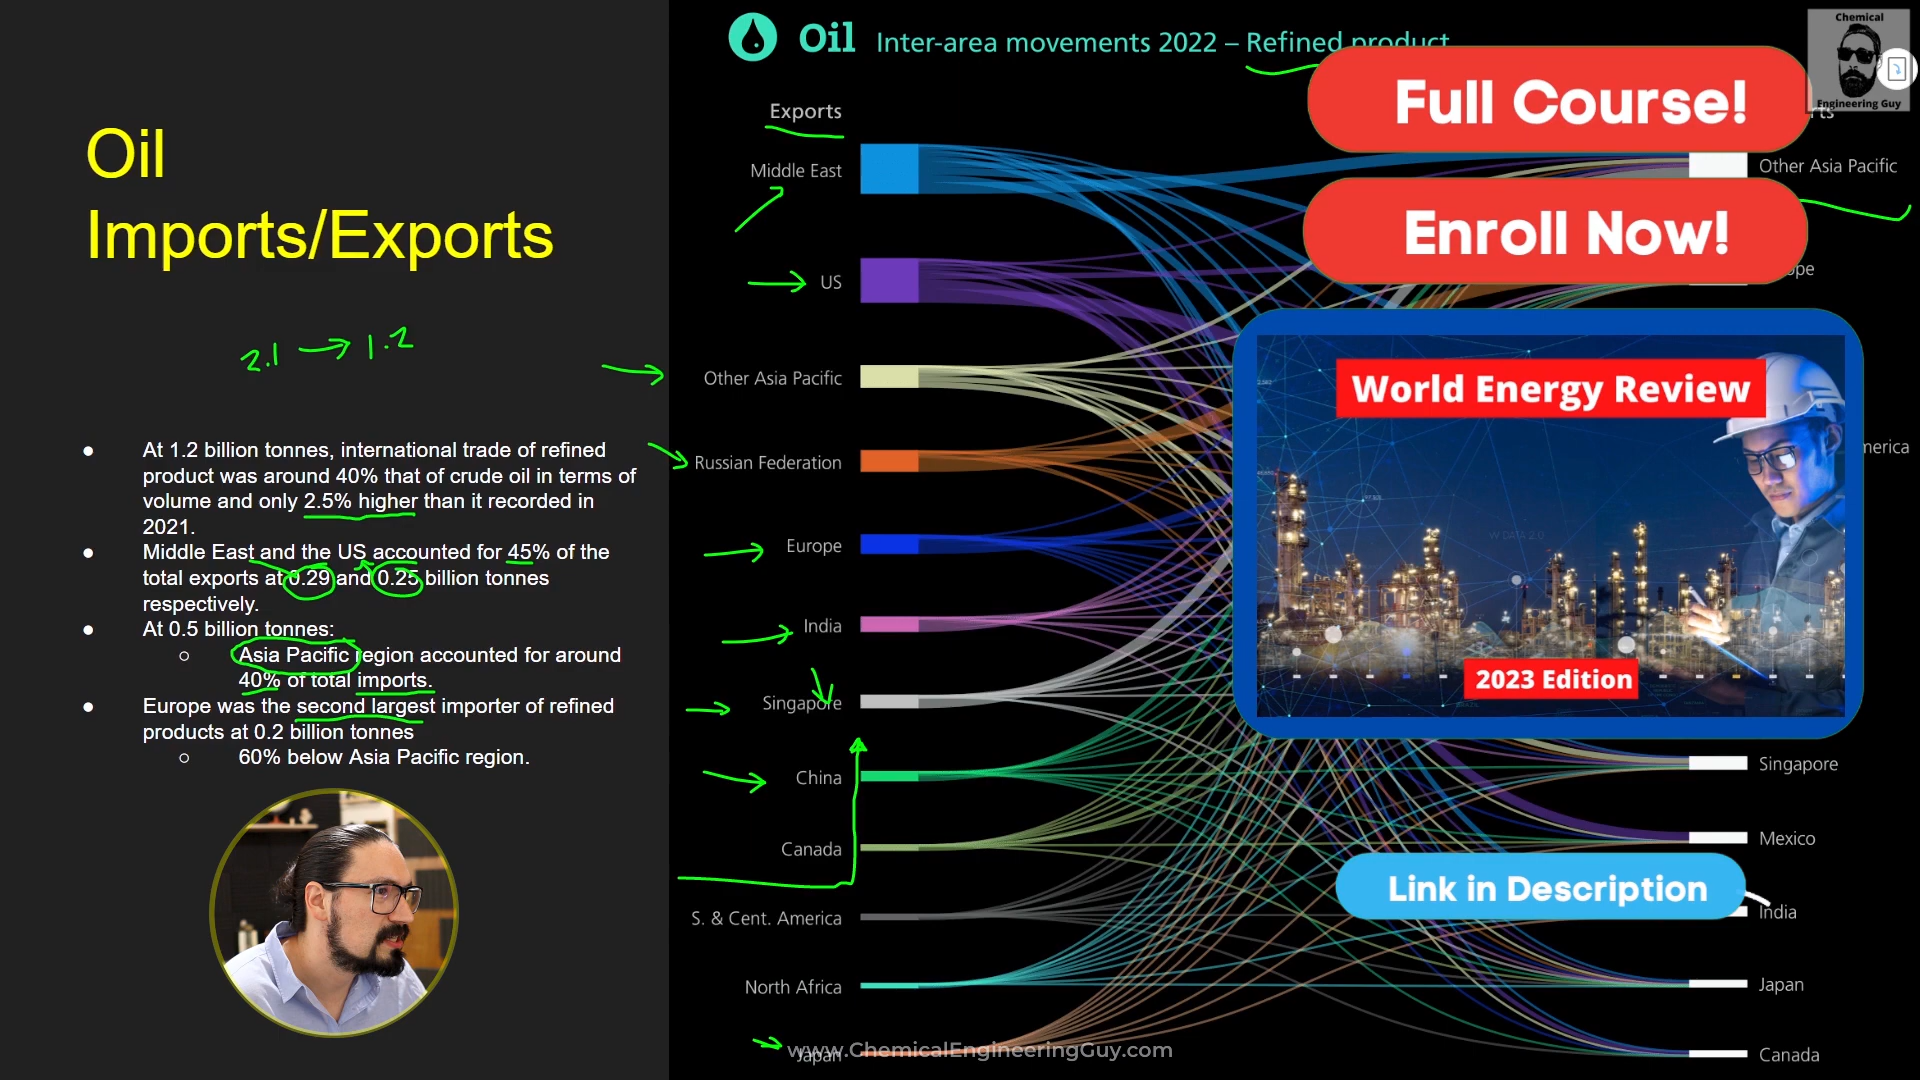 Oil
Imports/Exports
2.1 → 1.2
● At 1.2 billion tonnes, international trade of refined
product was around 40% that of crude oil in terms of
volume and only 2.5% higher than it recorded in
2021.
● Middle East and the US accounted for 45% of the
total exports at 0.29 and 0.25 billion tonnes
respectively.
● At 0.5 billion tonnes:
○ Asia Pacific region accounted for around
40% of total imports.
● Europe was the second largest importer of refined
products at 0.2 billion tonnes
○ 60% below Asia Pacific region.
Oil Inter-area movements 2022 – Refined product
Exports
Middle East
US
Other Asia Pacific
Russian Federation
Europe
India
Singapore
China
Canada
S. & Cent. America
North Africa
Japan
Other Asia Pacific
Singapore
Mexico
India
Japan
Canada
Full Course!
Enroll Now!
World Energy Review
2023 Edition
Link in Description
Chemical
Engineering Guy
www.ChemicalEngineeringGuy.com